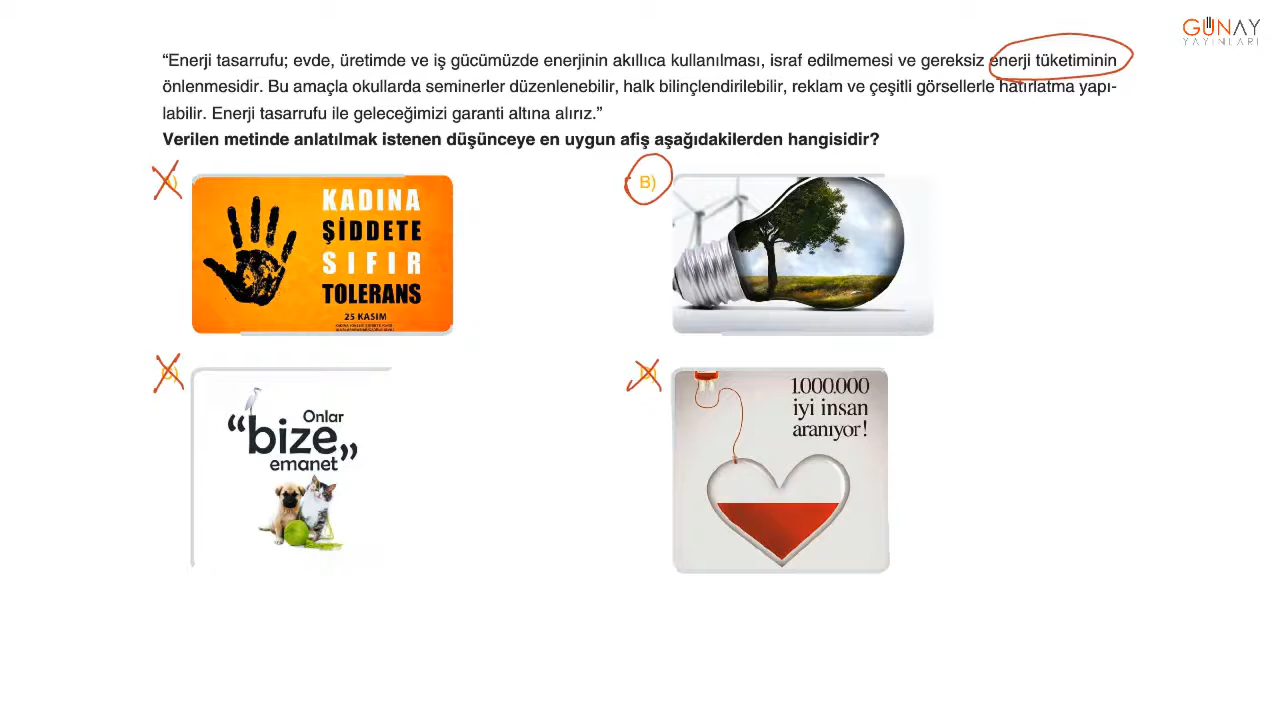 GÜNAY
YAYINLARI
“Enerji tasarrufu; evde, üretimde ve iş gücümüzde enerjinin akıllıca kullanılması, israf edilmemesi ve gereksiz enerji tüketiminin
önlenmesidir. Bu amaçla okullarda seminerler düzenlenebilir, halk bilinçlendirilebilir, reklam ve çeşitli görsellerle hatırlatma yapı-
labilir. Enerji tasarrufu ile geleceğimizi garanti altına alırız.”
Verilen metinde anlatılmak istenen düşünceye en uygun afiş aşağıdakilerden hangisidir?
A)
KADINA
ŞİDDETE
SIFIR
TOLERANS
25 KASIM
B)
C)
Onlar
“bize„
emanet
D)
1.000.000
iyi insan
aranıyor!